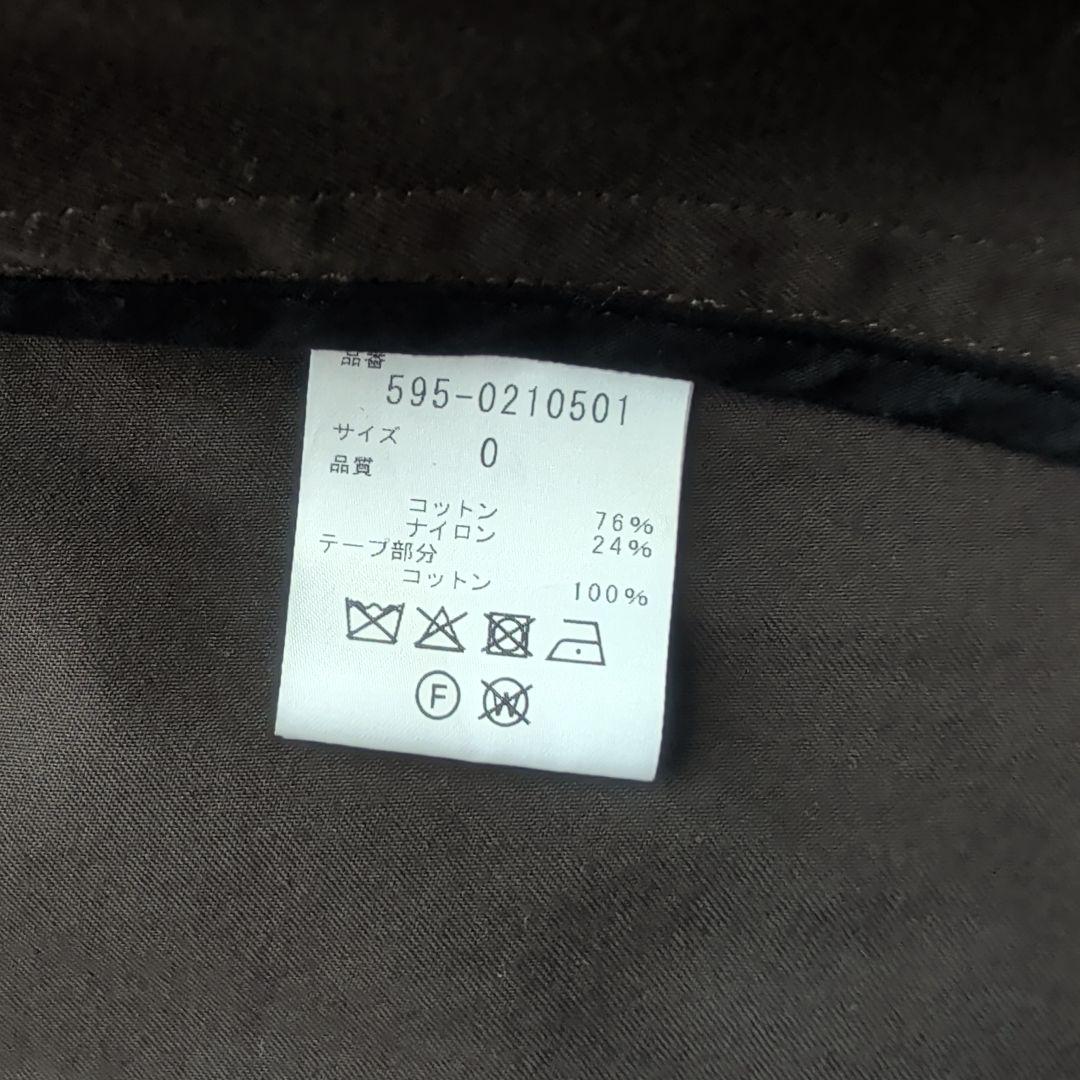 品番
595-0210501
サイズ 0
品質
コットン 76%
ナイロン 24%
テープ部分
コットン 100%
F W